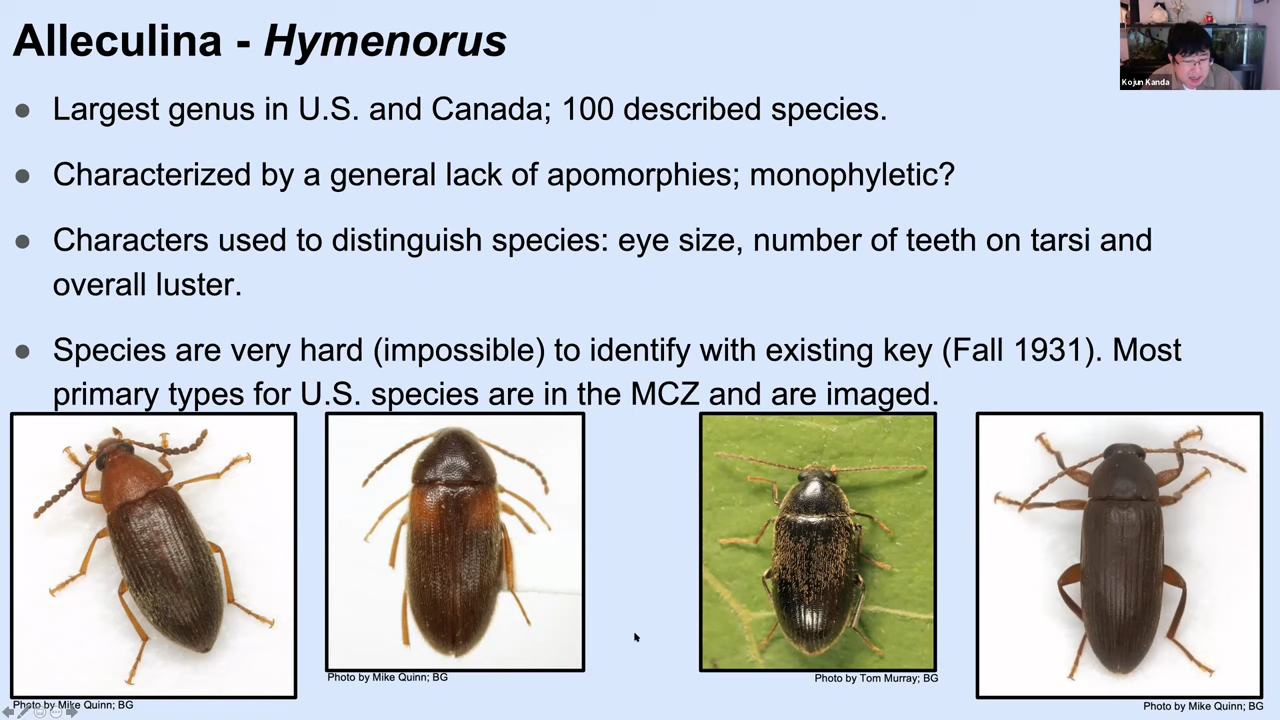 Alleculina - Hymenorus
Kojun Kanda
● Largest genus in U.S. and Canada; 100 described species.
● Characterized by a general lack of apomorphies; monophyletic?
● Characters used to distinguish species: eye size, number of teeth on tarsi and
overall luster.
● Species are very hard (impossible) to identify with existing key (Fall 1931). Most
primary types for U.S. species are in the MCZ and are imaged.
Photo by Mike Quinn; BG
Photo by Tom Murray; BG
Photo by Mike Quinn; BG
Photo by Mike Quinn; BG